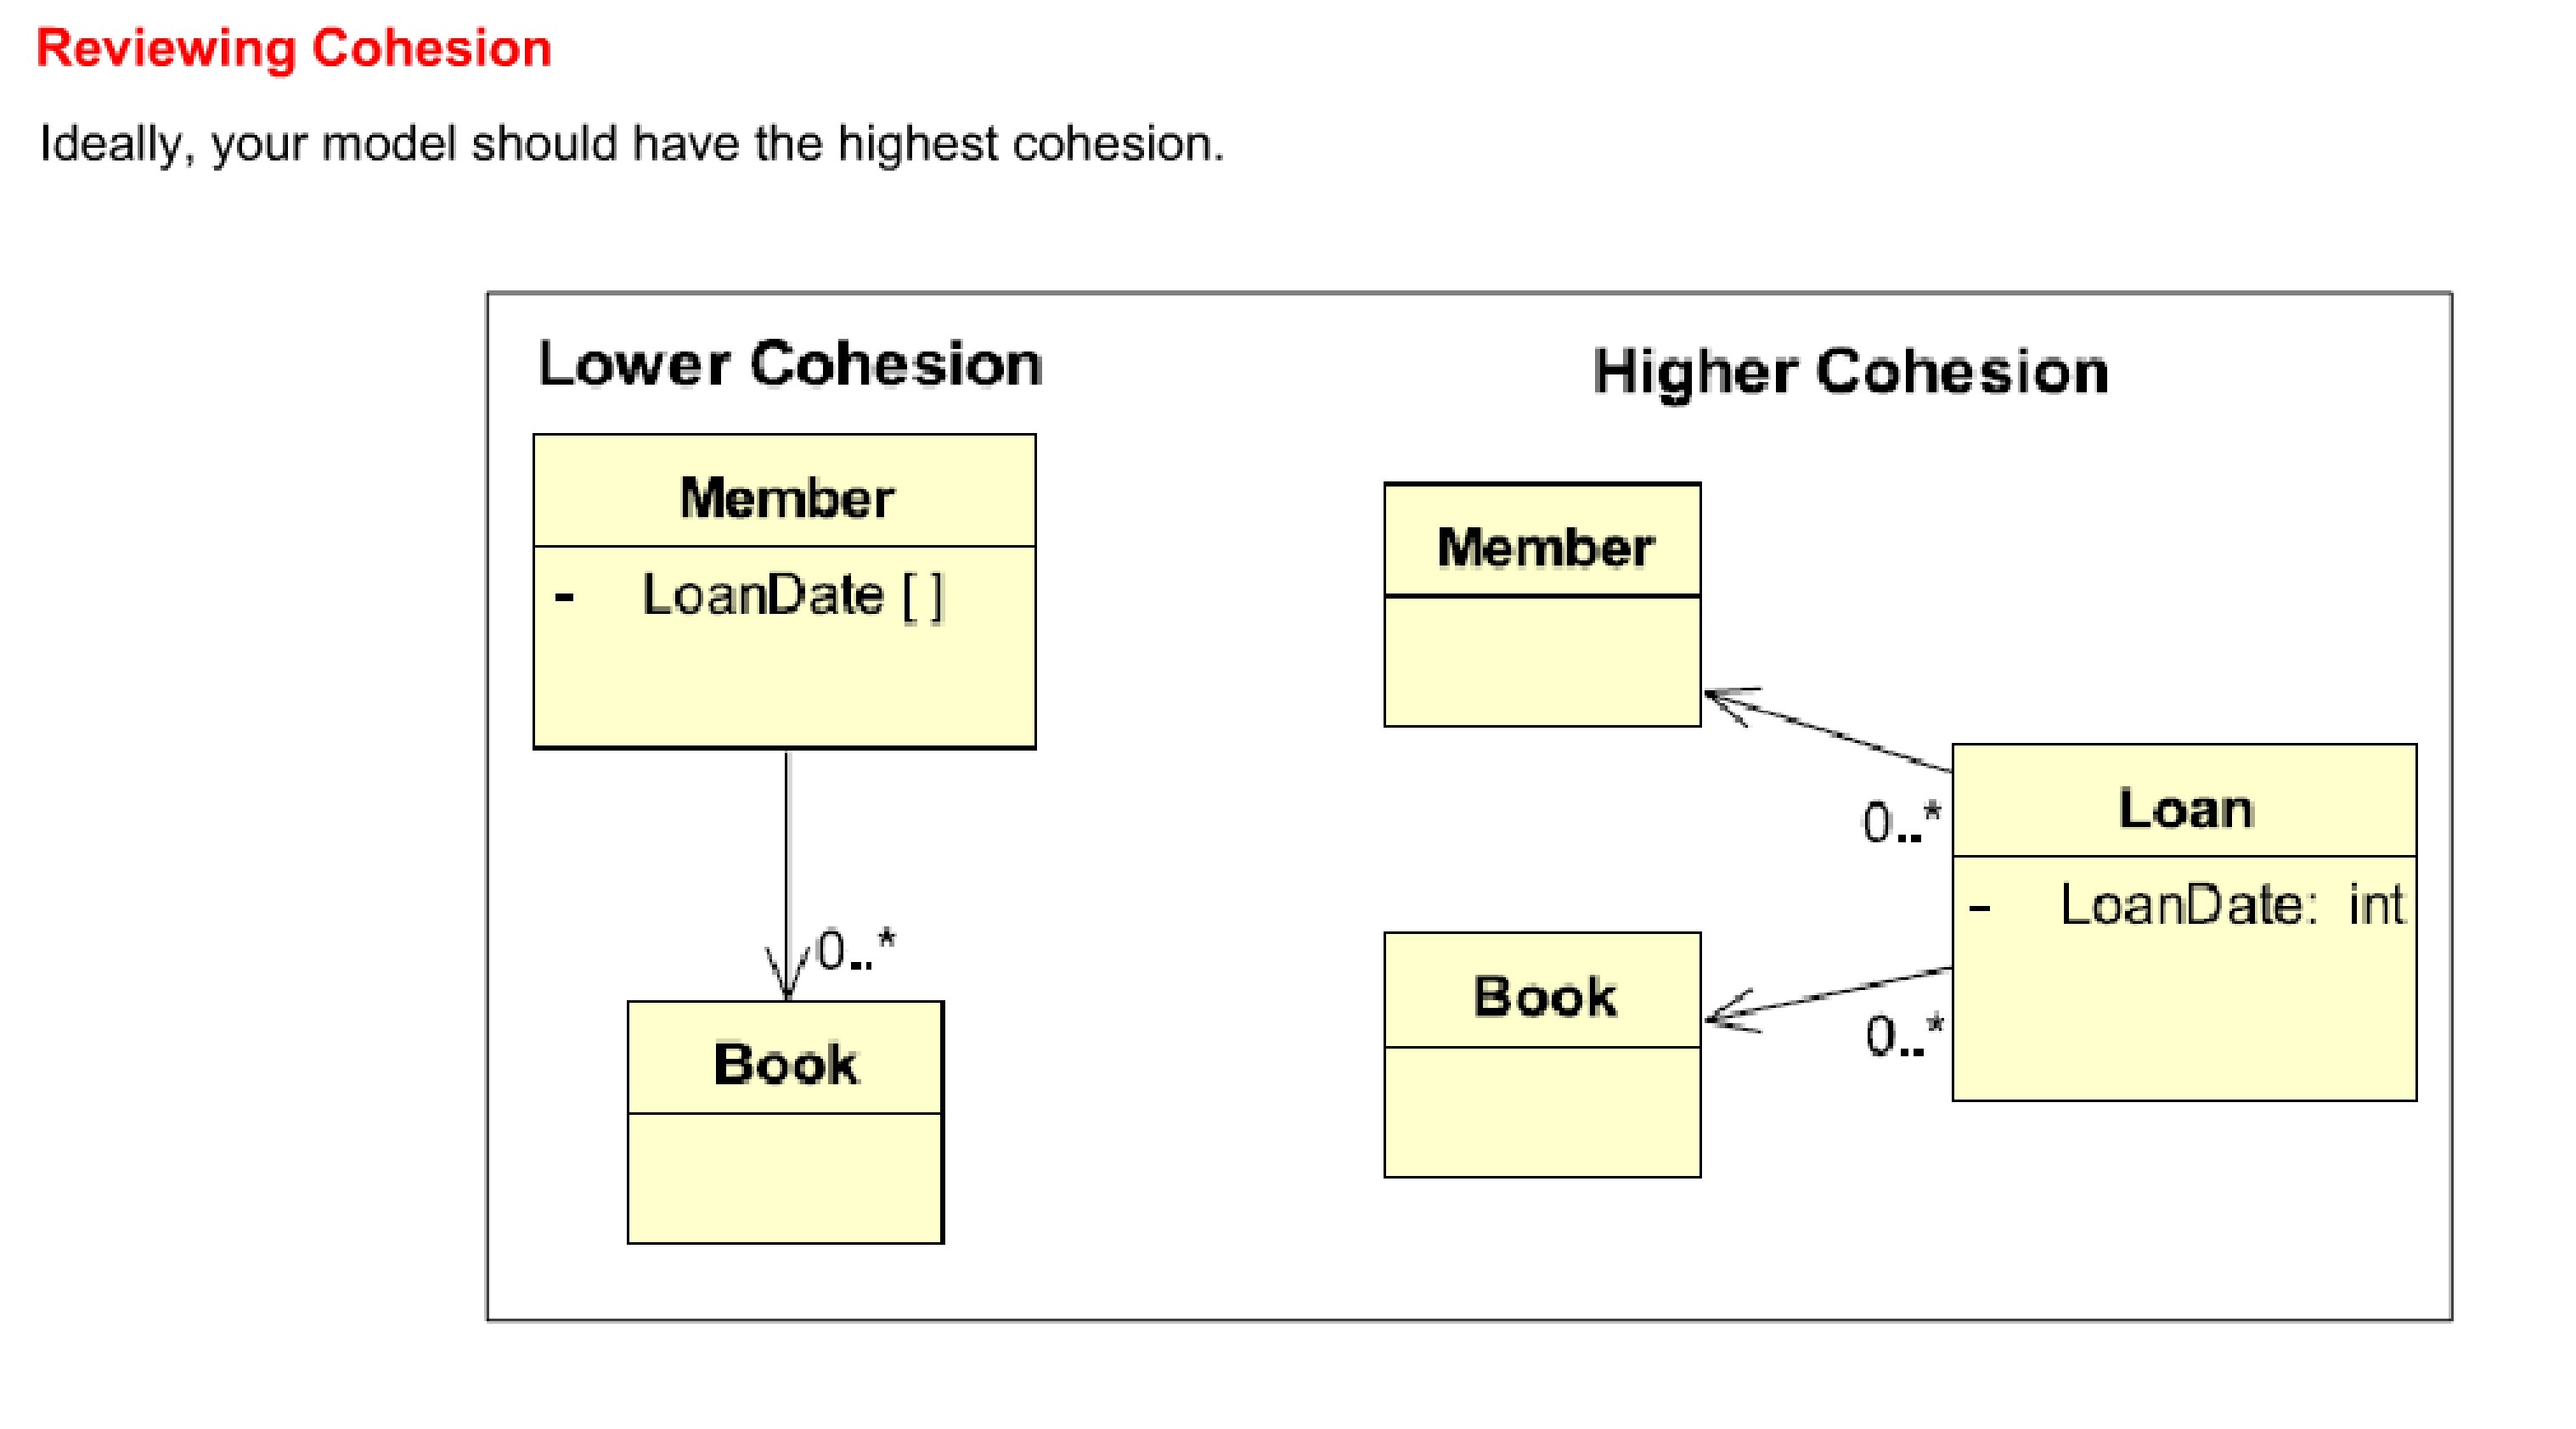 Reviewing Cohesion
Ideally, your model should have the highest cohesion.
Lower Cohesion
Member
- LoanDate [ ]
0..*
Book
Higher Cohesion
Member
0..*
Loan
- LoanDate: int
Book
0..*